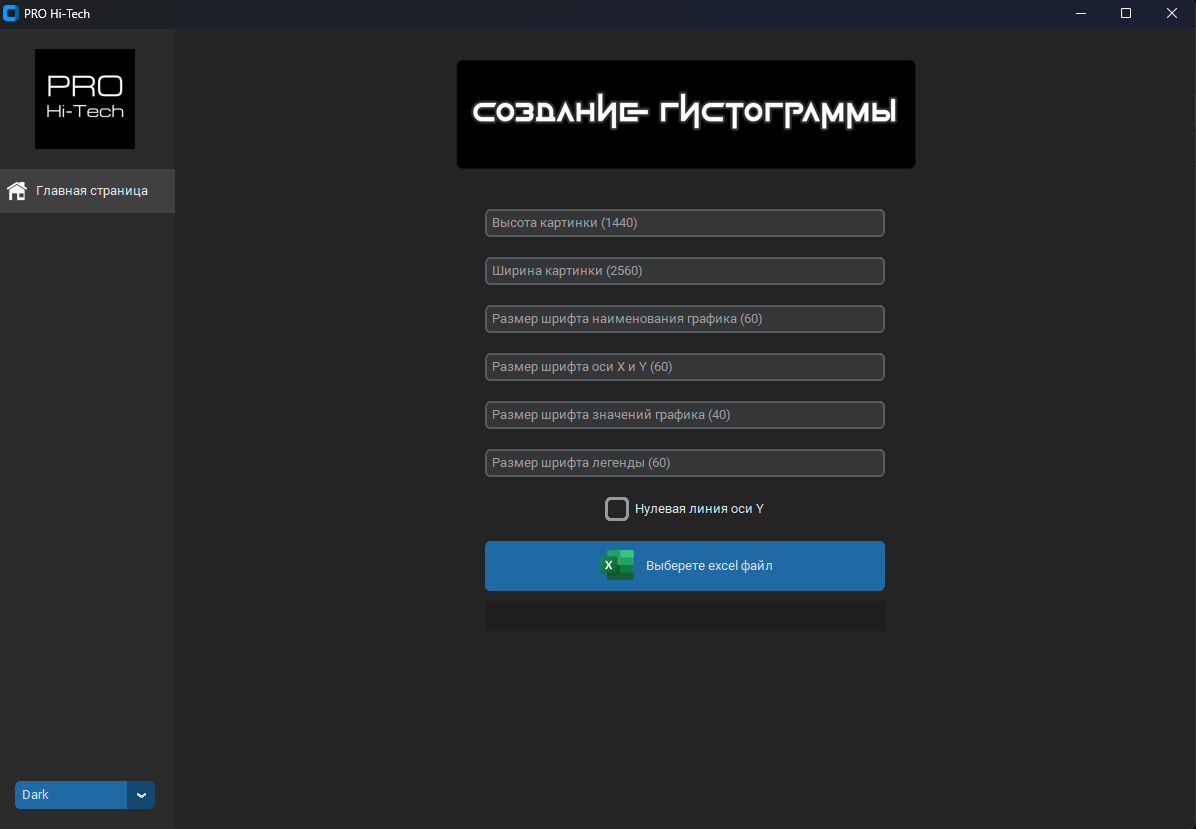 PRO Hi-Tech
PRO
Hi-Tech
Главная страница
СОЗДАНИЕ ГИСТОГРАММЫ
Высота картинки (1440)
Ширина картинки (2560)
Размер шрифта наименования графика (60)
Размер шрифта оси X и Y (60)
Размер шрифта значений графика (40)
Размер шрифта легенды (60)
Нулевая линия оси Y
X
Выберете excel файл
Dark